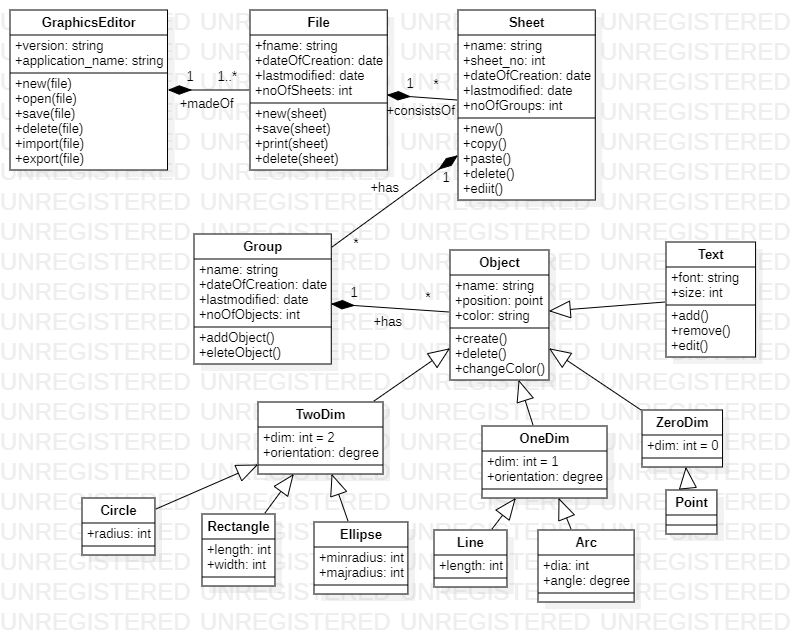 GraphicsEditor
+version: string
+application_name: string
+new(file)
+open(file)
+save(file)
+delete(file)
+import(file)
+export(file)
1
1..*
+madeOf
File
+fname: string
+dateOfCreation: date
+lastmodified: date
+noOfSheets: int
+new(sheet)
+save(sheet)
+print(sheet)
+delete(sheet)
1
*
+consistsOf
Sheet
+name: string
+sheet_no: int
+dateOfCreation: date
+lastmodified: date
+noOfGroups: int
+new()
+copy()
+paste()
+delete()
+ediit()
1
+has
*
Group
+name: string
+dateOfCreation: date
+lastmodified: date
+noOfObjects: int
+addObject()
+eleteObject()
1
*
+has
Object
+name: string
+position: point
+color: string
+create()
+delete()
+changeColor()
Text
+font: string
+size: int
+add()
+remove()
+edit()
TwoDim
+dim: int = 2
+orientation: degree
OneDim
+dim: int = 1
+orientation: degree
ZeroDim
+dim: int = 0
Circle
+radius: int
Rectangle
+length: int
+width: int
Ellipse
+minradius: int
+majradius: int
Line
+length: int
Arc
+dia: int
+angle: degree
Point
UNREGISTERED UNREGISTERED UNREGISTERED UNREGISTERED